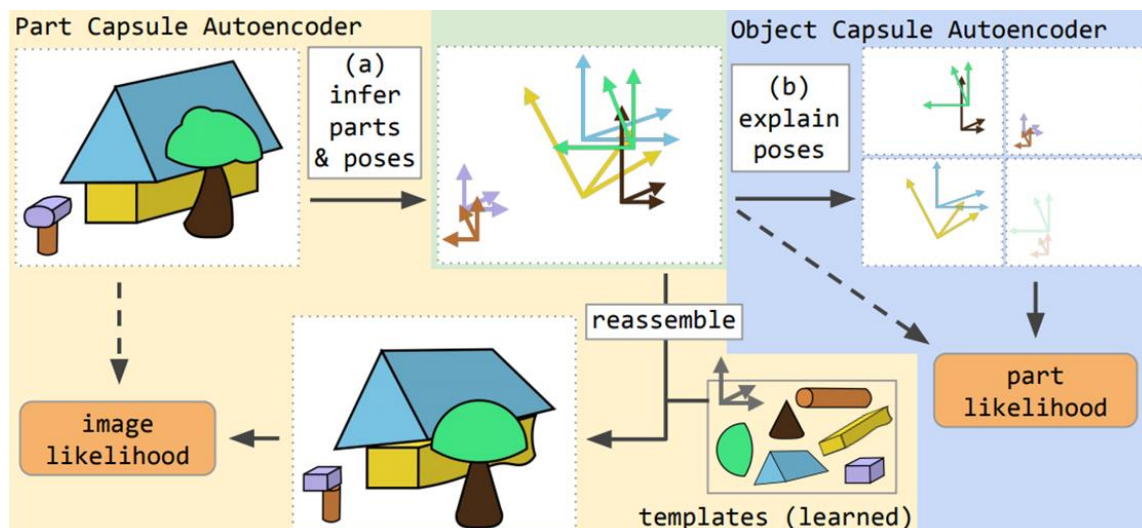 Part Capsule Autoencoder
Object Capsule Autoencoder
(a)
infer
parts
& poses
(b)
explain
poses
reassemble
image
likelihood
part
likelihood
templates (learned)